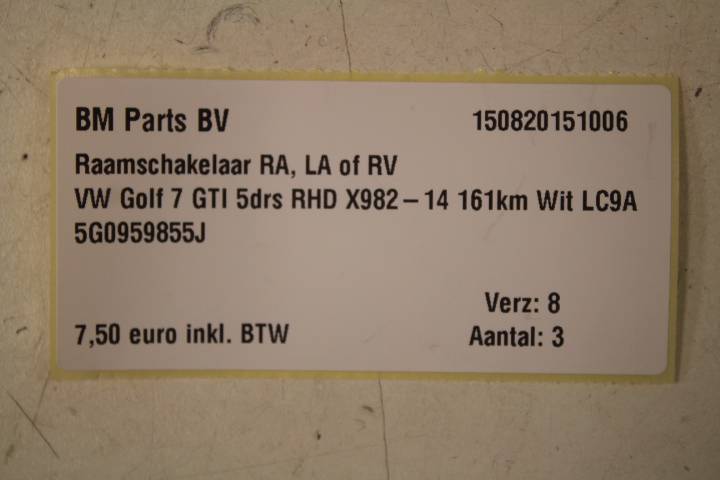 BM Parts BV 150820151006
Raamschakelaar RA, LA of RV
VW Golf 7 GTI 5drs RHD X982-14 161km Wit LC9A
5G0959855J
Verz: 8
7,50 euro inkl. BTW Aantal: 3